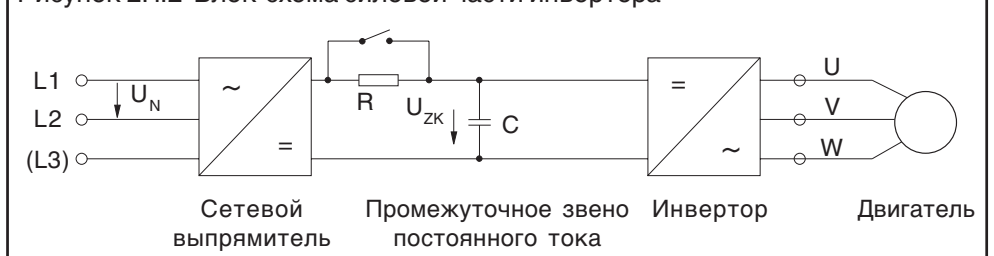 Рисунок 2.НІ.2 Блок-схема силовой части инвертора
L1
U_N
L2
(L3)
~
=
R
U_ZK
C
=
~
U
V
W
Сетевой выпрямитель
Промежуточное звено постоянного тока
Инвертор
Двигатель